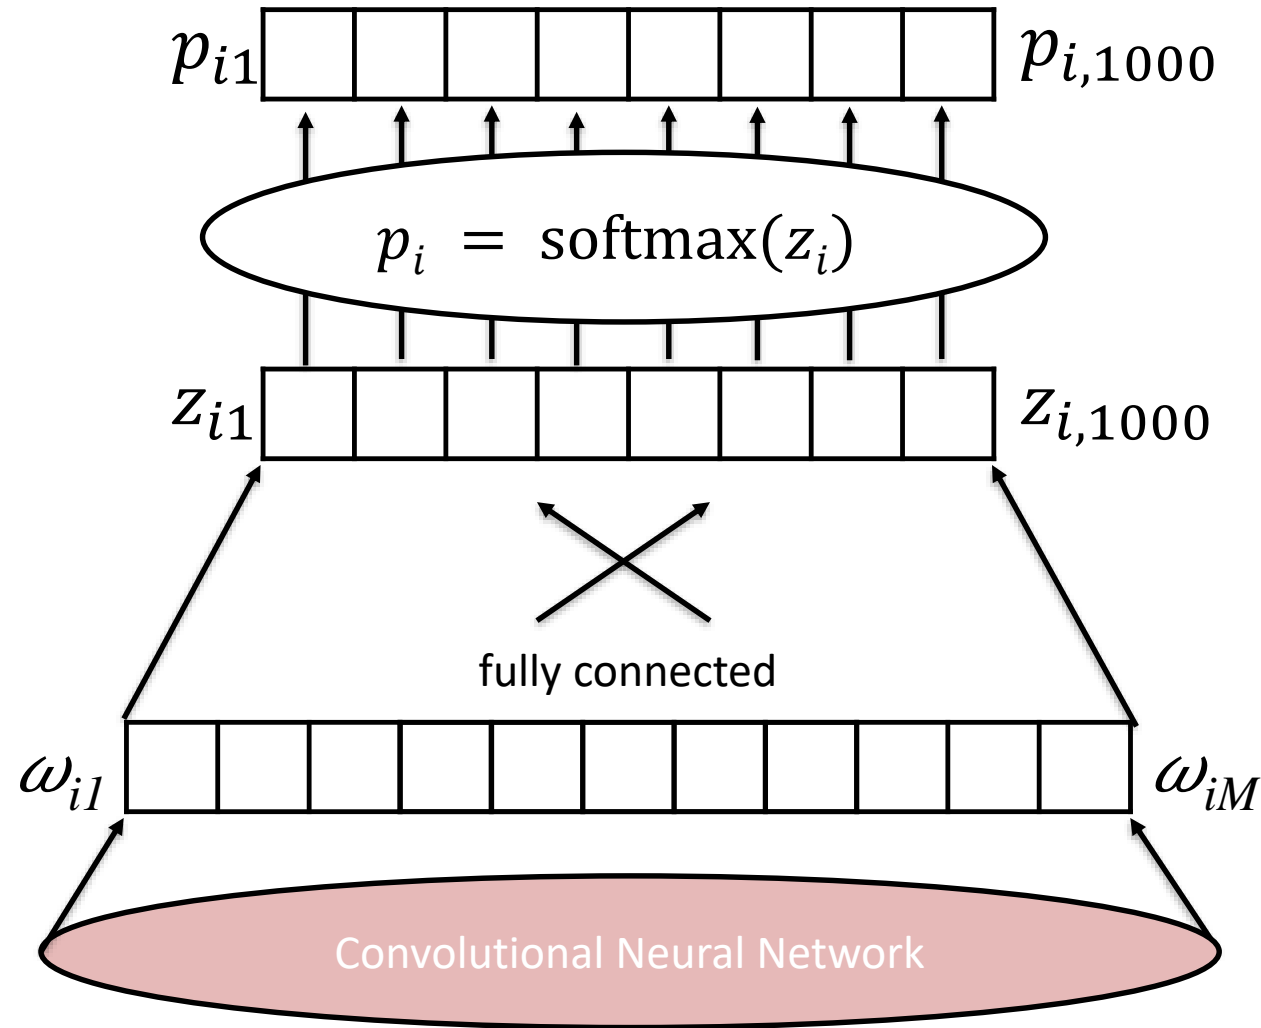 p_{i1} p_{i,1000}
p_i = softmax(z_i)
z_{i1} z_{i,1000}
fully connected
ω_{i1} ω_{iM}
Convolutional Neural Network